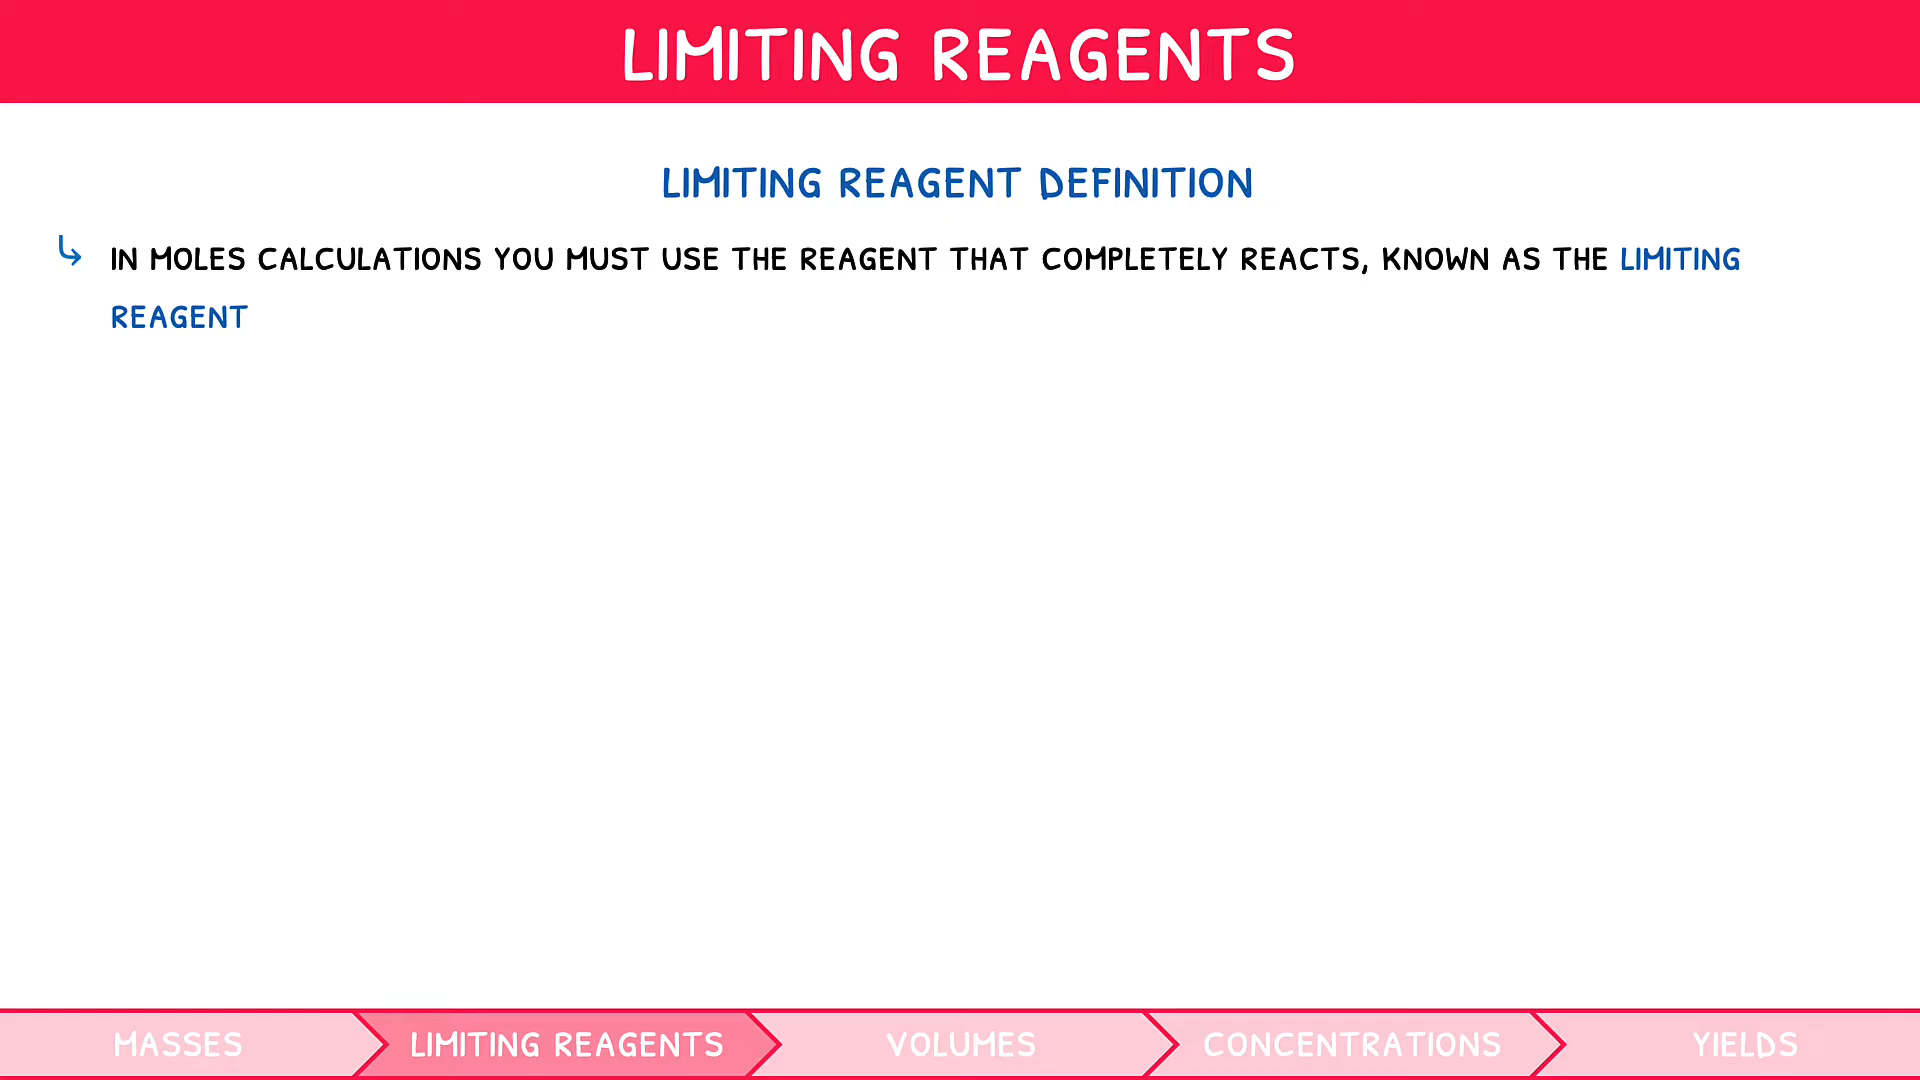 LIMITING REAGENTS
LIMITING REAGENT DEFINITION
IN MOLES CALCULATIONS YOU MUST USE THE REAGENT THAT COMPLETELY REACTS, KNOWN AS THE LIMITING
REAGENT
MASSES
LIMITING REAGENTS
VOLUMES
CONCENTRATIONS
YIELDS